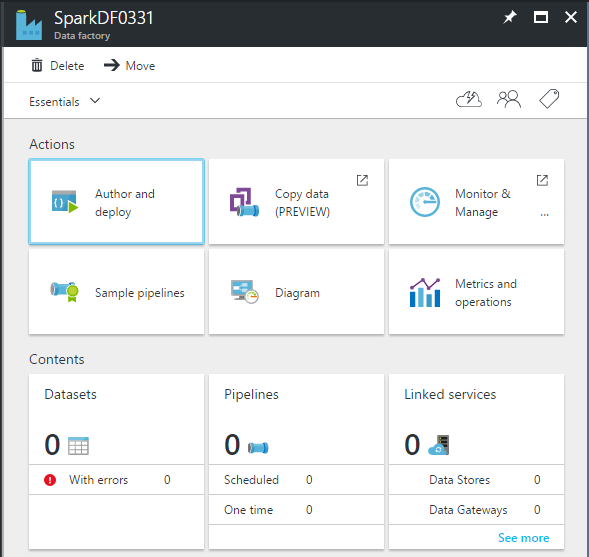 SparkDF0331
Data factory
Delete
Move
Essentials
Actions
Author and
deploy
Copy data
(PREVIEW)
Monitor &
Manage
...
Sample pipelines
Diagram
Metrics and
operations
Contents
Datasets
0
With errors 0
Pipelines
0
Scheduled 0
One time 0
Linked services
0
Data Stores 0
Data Gateways 0
See more